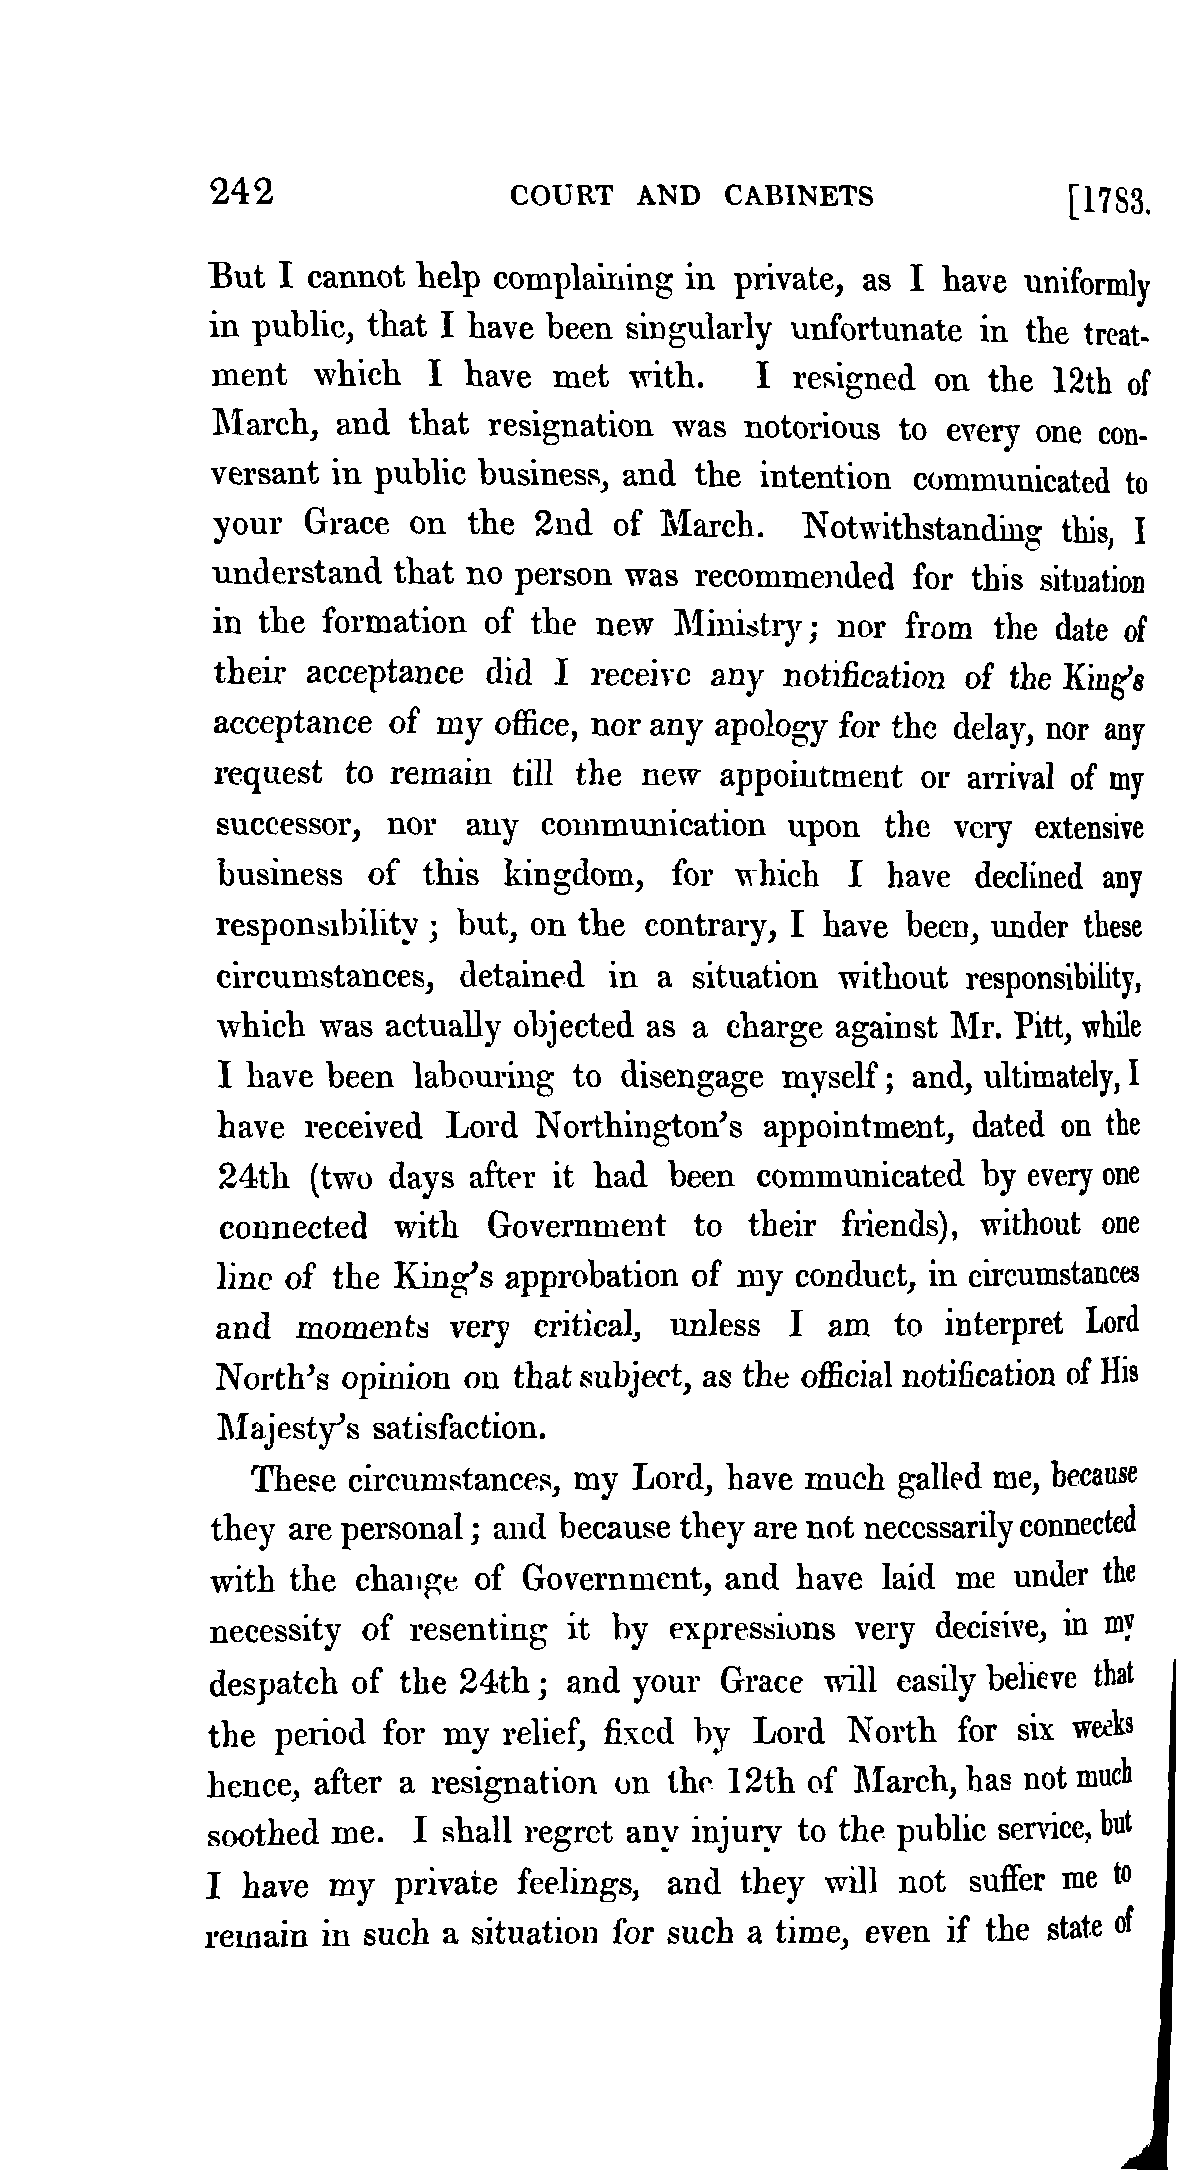 242 COURT AND CABINETS [1783.
But I cannot help complaining in private, as I have uniformly
in public, that I have been singularly unfortunate in the treat-
ment which I have met with. I resigned on the 12th of
March, and that resignation was notorious to every one con-
versant in public business, and the intention communicated to
your Grace on the 2nd of March. Notwithstanding this, I
understand that no person was recommended for this situation
in the formation of the new Ministry; nor from the date of
their acceptance did I receive any notification of the King's
acceptance of my office, nor any apology for the delay, nor any
request to remain till the new appointment or arrival of my
successor, nor any communication upon the very extensive
business of this kingdom, for which I have declined any
responsibility; but, on the contrary, I have been, under these
circumstances, detained in a situation without responsibility,
which was actually objected as a charge against Mr. Pitt, while
I have been labouring to disengage myself; and, ultimately, I
have received Lord Northington's appointment, dated on the
24th (two days after it had been communicated by every one
connected with Government to their friends), without one
line of the King's approbation of my conduct, in circumstances
and moments very critical, unless I am to interpret Lord
North's opinion on that subject, as the official notification of His
Majesty's satisfaction.
These circumstances, my Lord, have much galled me, because
they are personal; and because they are not necessarily connected
with the change of Government, and have laid me under the
necessity of resenting it by expressions very decisive, in my
despatch of the 24th; and your Grace will easily believe that
the period for my relief, fixed by Lord North for six weeks
hence, after a resignation on the 12th of March, has not much
soothed me. I shall regret any injury to the public service, but
I have my private feelings, and they will not suffer me to
remain in such a situation for such a time, even if the state of